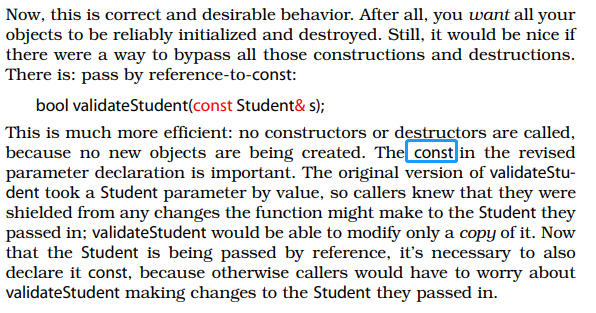 Now, this is correct and desirable behavior. After all, you want all your
objects to be reliably initialized and destroyed. Still, it would be nice if
there were a way to bypass all those constructions and destructions.
There is: pass by reference-to-const:
bool validateStudent(const Student& s);
This is much more efficient: no constructors or destructors are called,
because no new objects are being created. The const in the revised
parameter declaration is important. The original version of validateStu-
dent took a Student parameter by value, so callers knew that they were
shielded from any changes the function might make to the Student they
passed in; validateStudent would be able to modify only a copy of it. Now
that the Student is being passed by reference, it's necessary to also
declare it const, because otherwise callers would have to worry about
validateStudent making changes to the Student they passed in.